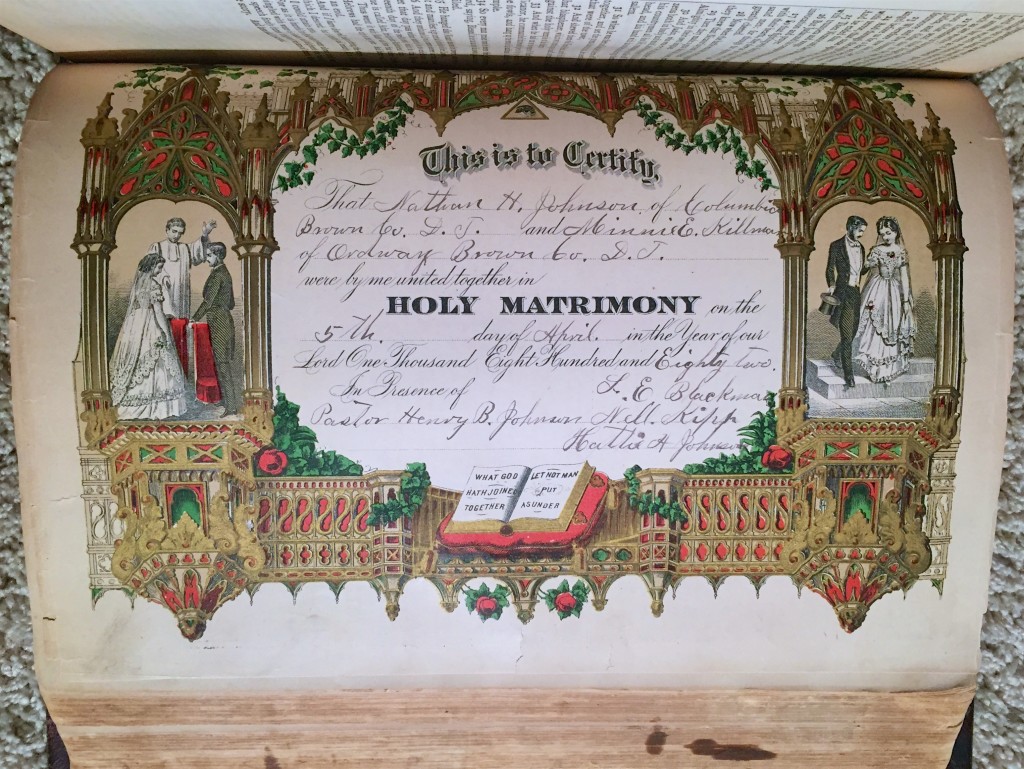 This is to Certify,
That Nathan H. Johnson of Columbia
Brown Co. D. T. and Minnie E. Killmar
of Ordway Brown Co. D. T.
were by me united together in
HOLY MATRIMONY on the
5th. day of April in the Year of our
Lord One Thousand Eight Hundred and Eighty two.
In Presence of F. E. Blackman
Pastor Henry B. Johnson Nell. Kipp
Hattie H Johnson
WHAT GOD HATH JOINED TOGETHER
LET NOT MAN PUT ASUNDER